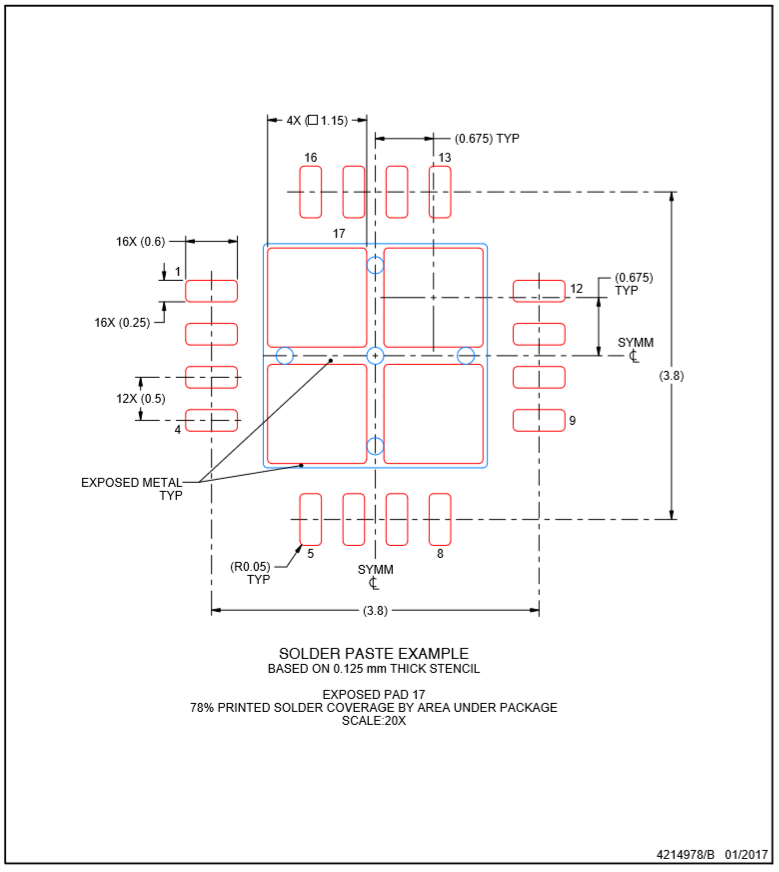 4X (□ 1.15)
(0.675) TYP
16
13
17
16X (0.6)
1
12
(0.675)
TYP
16X (0.25)
SYMM
℄
(3.8)
12X (0.5)
4
9
EXPOSED METAL
TYP
(R0.05)
TYP
5
8
SYMM
℄
(3.8)
SOLDER PASTE EXAMPLE
BASED ON 0.125 mm THICK STENCIL
EXPOSED PAD 17
78% PRINTED SOLDER COVERAGE BY AREA UNDER PACKAGE
SCALE:20X
4214978/B 01/2017